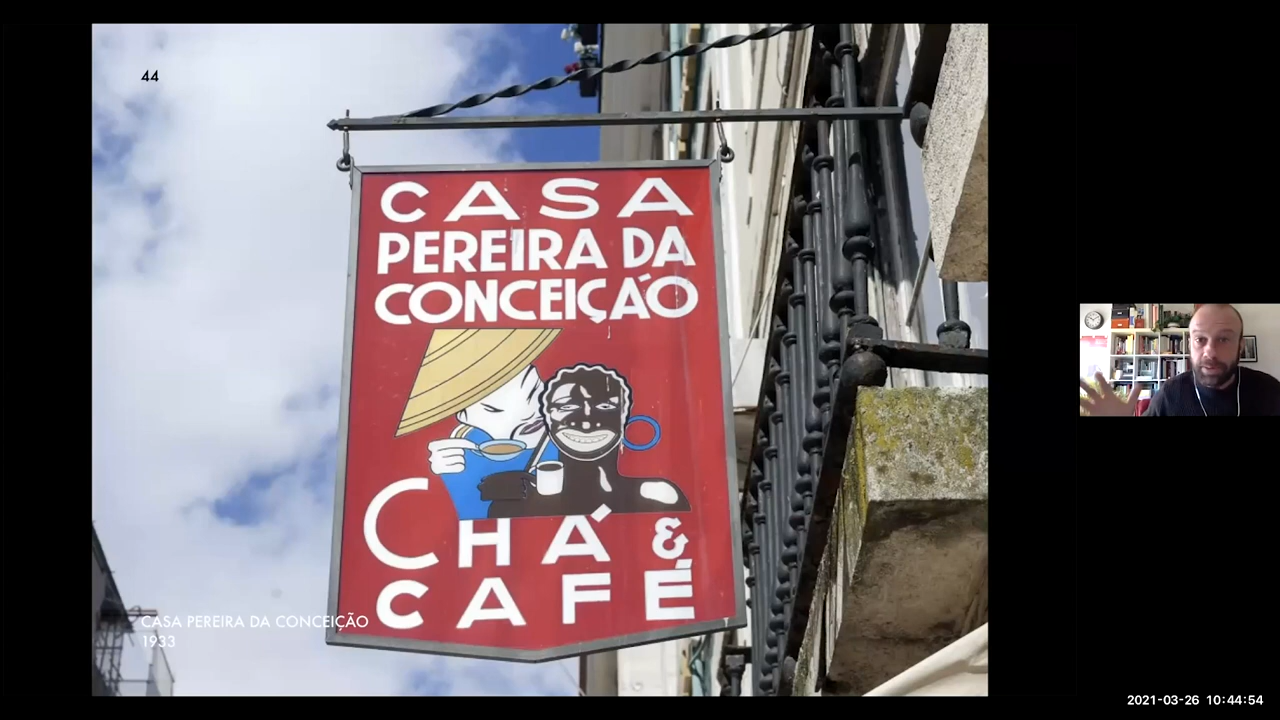 44
CASA
PEREIRA DA
CONCEIÇÃO
CHÁ &
CAFÉ
CASA PEREIRA DA CONCEIÇÃO
1933
2021-03-26 10:44:54